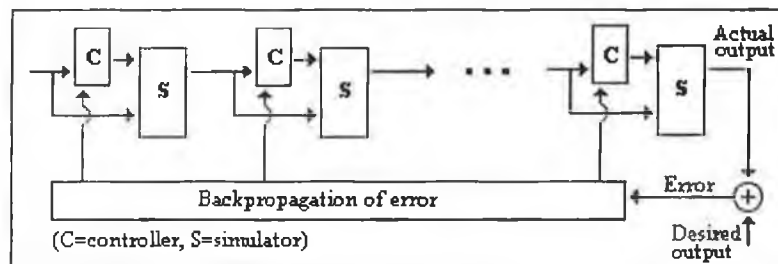 C
S
C
S
C
S
Actual
output
Backpropagation of error
Error
+
Desired
output
(C=controller, S=simulator)